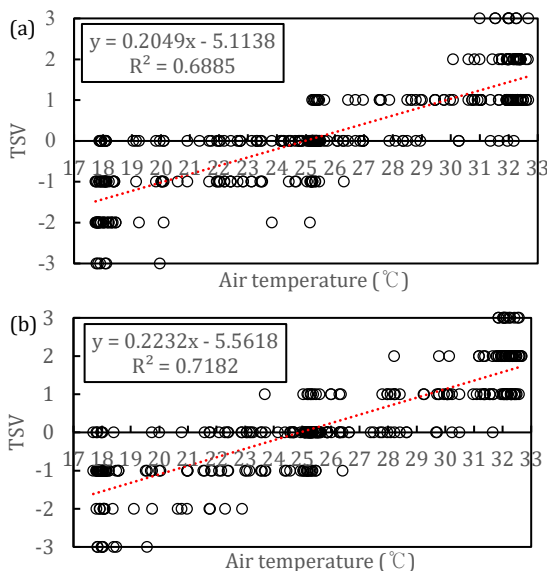 (a)
3
y = 0.2049x - 5.1138
R² = 0.6885
2
1
TSV
0
17 18 19 20 21 22 23 24 25 26 27 28 29 30 31 32 33
-1
-2
-3
Air temperature (℃)
(b)
3
y = 0.2232x - 5.5618
R² = 0.7182
2
1
TSV
0
17 18 19 20 21 22 23 24 25 26 27 28 29 30 31 32 33
-1
-2
-3
Air temperature (℃)